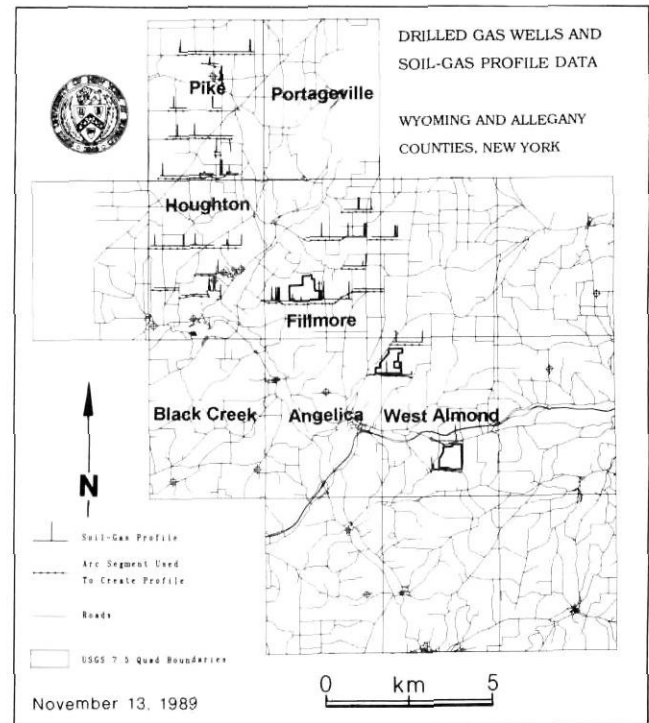 DRILLED GAS WELLS AND
SOIL-GAS PROFILE DATA
WYOMING AND ALLEGANY
COUNTIES, NEW YORK
Pike
Portageville
Houghton
Fillmore
Black Creek
Angelica
West Almond
N
Soil-Gas Profile
Arc Segment Used
To Create Profile
Roads
USGS 7.5 Quad Boundaries
November 13, 1989
0 km 5